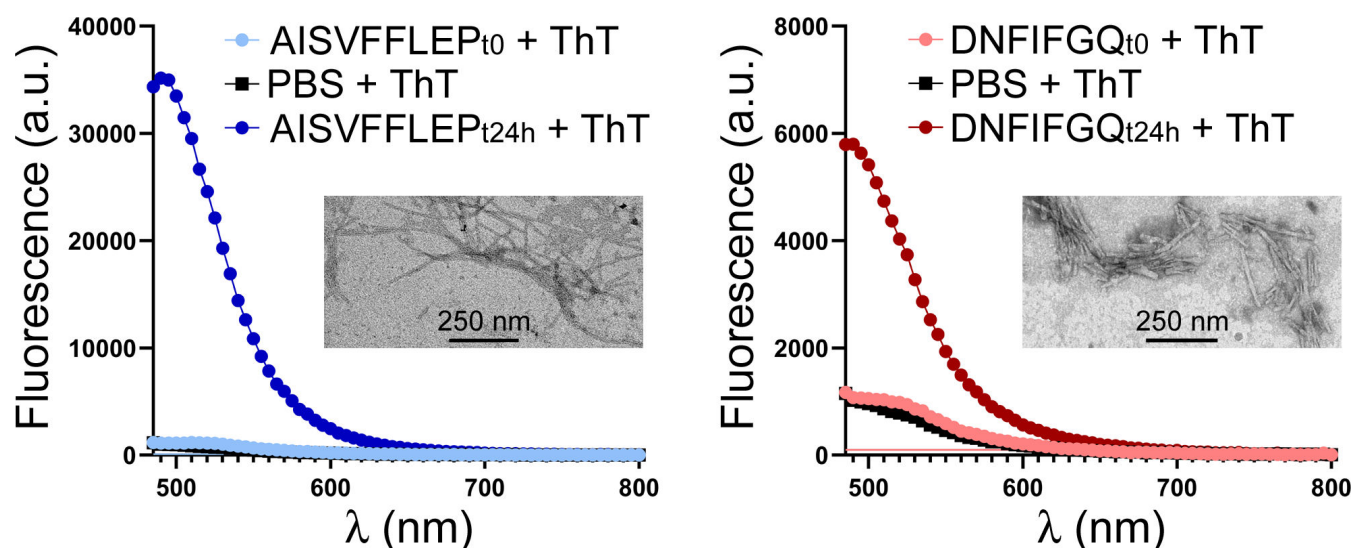 Fluorescence (a.u.)
40000
30000
20000
10000
0
AISVFFLEPt0 + ThT
PBS + ThT
AISVFFLEPt24h + ThT
250 nm
500
600
700
800
λ (nm)
Fluorescence (a.u.)
8000
6000
4000
2000
0
DNFIFGQt0 + ThT
PBS + ThT
DNFIFGQt24h + ThT
250 nm
500
600
700
800
λ (nm)